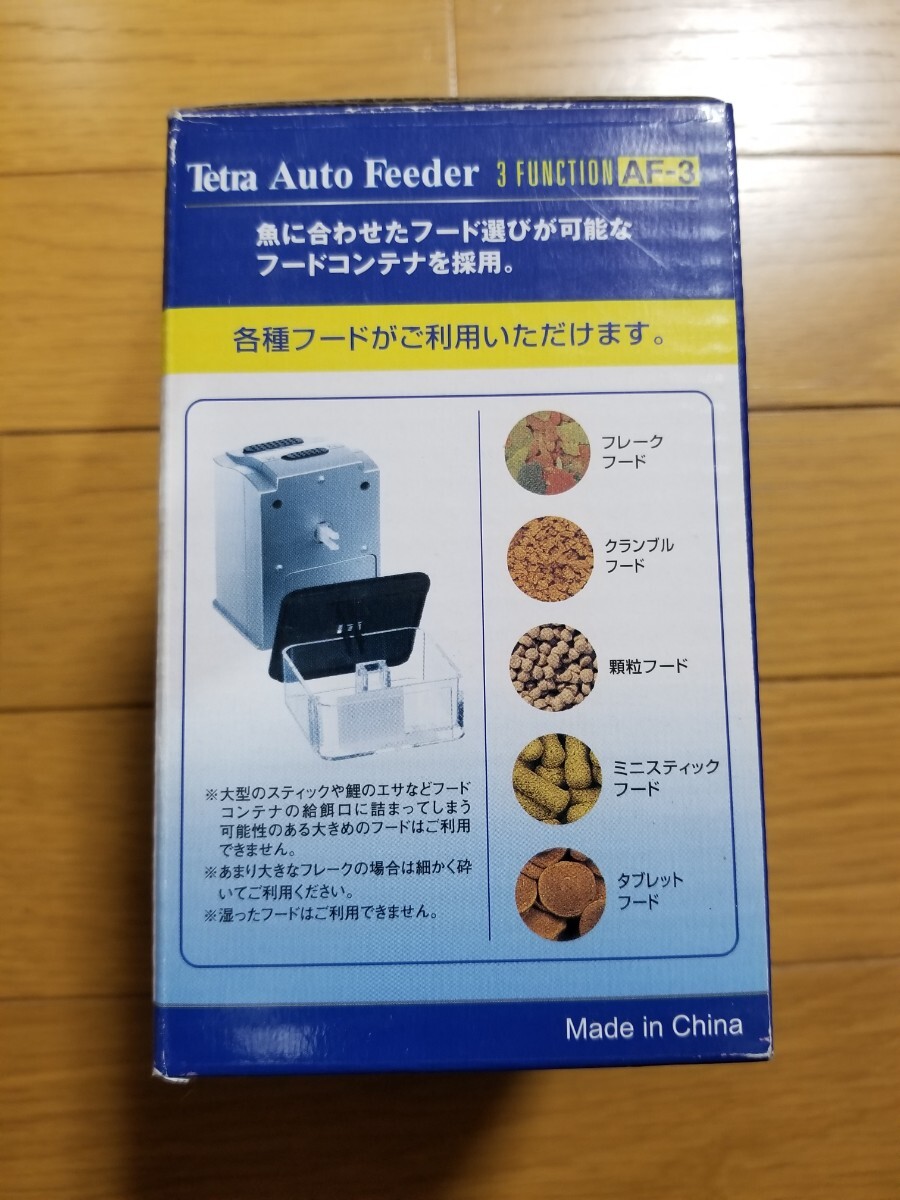 Tetra Auto Feeder 3 FUNCTION AF-3
魚に合わせたフード選びが可能な
フードコンテナを採用。
各種フードがご利用いただけます。
フレーク
フード
クランブル
フード
顆粒フード
ミニスティック
フード
タブレット
フード
※大型のスティックや鯉のエサなどフード
コンテナの給餌口に詰まってしまう
可能性のある大きめのフードはご利用
できません。
※あまり大きなフレークの場合は細かく砕
いてご利用ください。
※湿ったフードはご利用できません。
Made in China